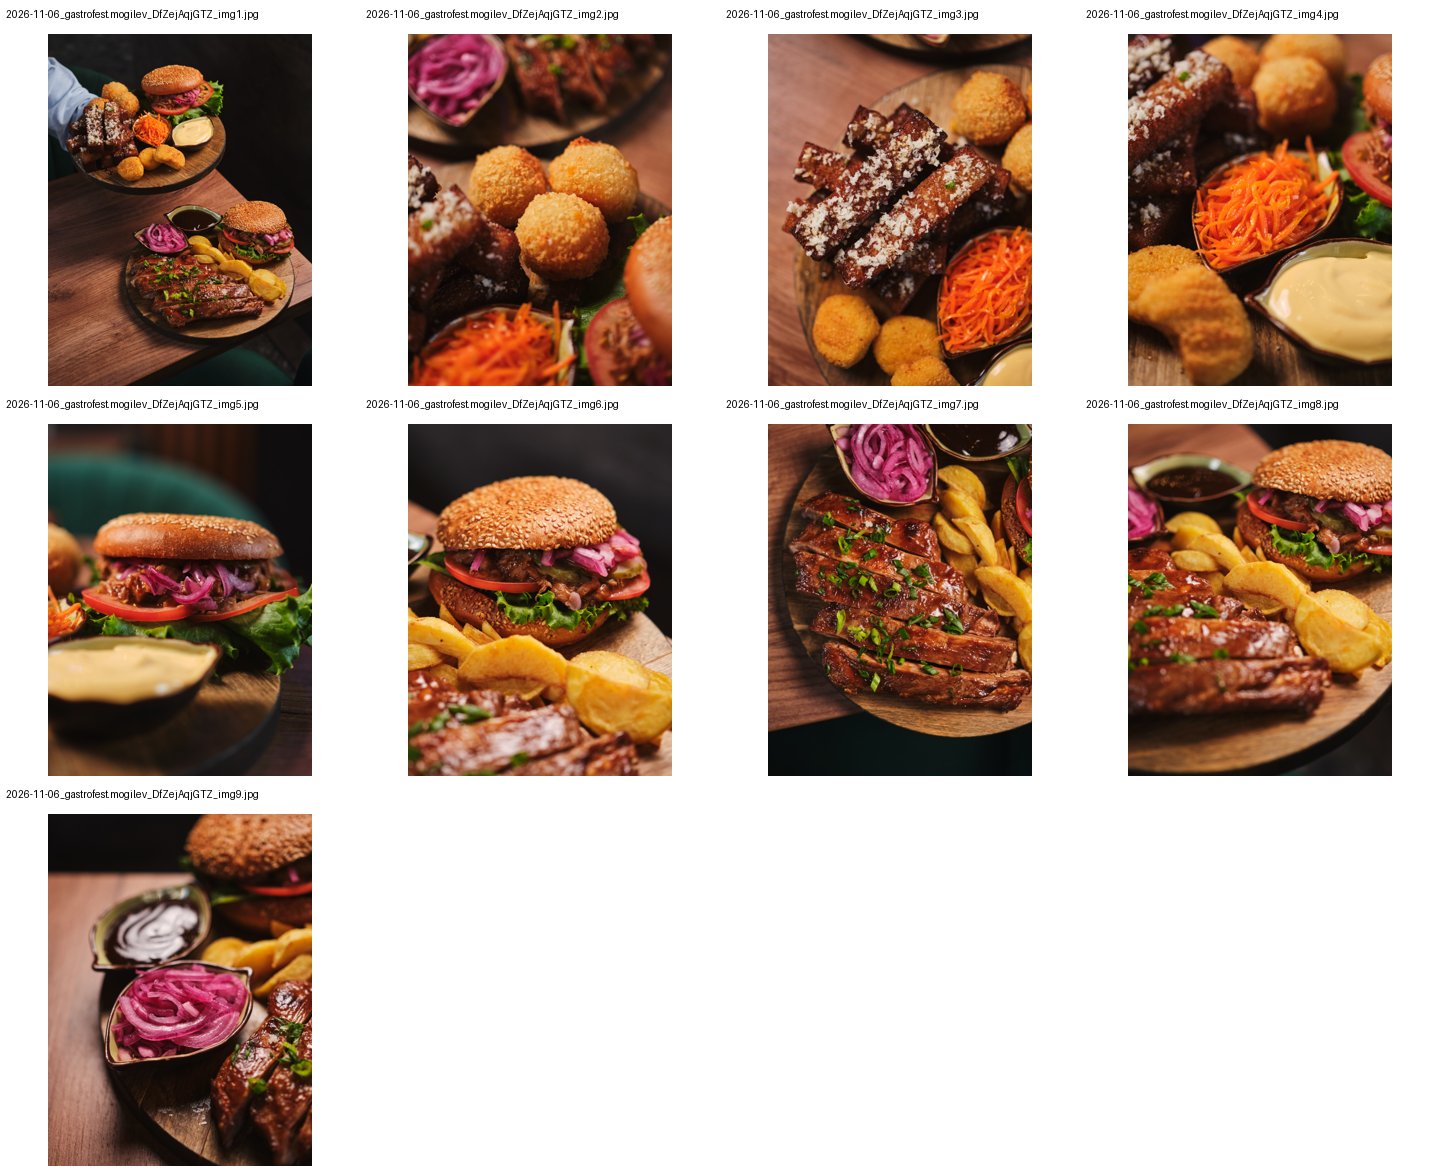 2026-11-06_gastrofest.mogilev_DfZejAqjGTZ_img1.jpg
2026-11-06_gastrofest.mogilev_DfZejAqjGTZ_img2.jpg
2026-11-06_gastrofest.mogilev_DfZejAqjGTZ_img3.jpg
2026-11-06_gastrofest.mogilev_DfZejAqjGTZ_img4.jpg
2026-11-06_gastrofest.mogilev_DfZejAqjGTZ_img5.jpg
2026-11-06_gastrofest.mogilev_DfZejAqjGTZ_img6.jpg
2026-11-06_gastrofest.mogilev_DfZejAqjGTZ_img7.jpg
2026-11-06_gastrofest.mogilev_DfZejAqjGTZ_img8.jpg
2026-11-06_gastrofest.mogilev_DfZejAqjGTZ_img9.jpg